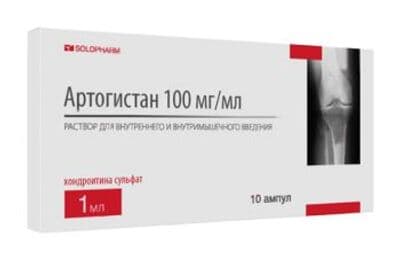 SOLOPHARM
Артогистан 100 мг/мл
РАСТВОР ДЛЯ ВНУТРЕННЕГО И ВНУТРИМЫШЕЧНОГО ВВЕДЕНИЯ
хондроитина сульфат
1 мл
10 ампул